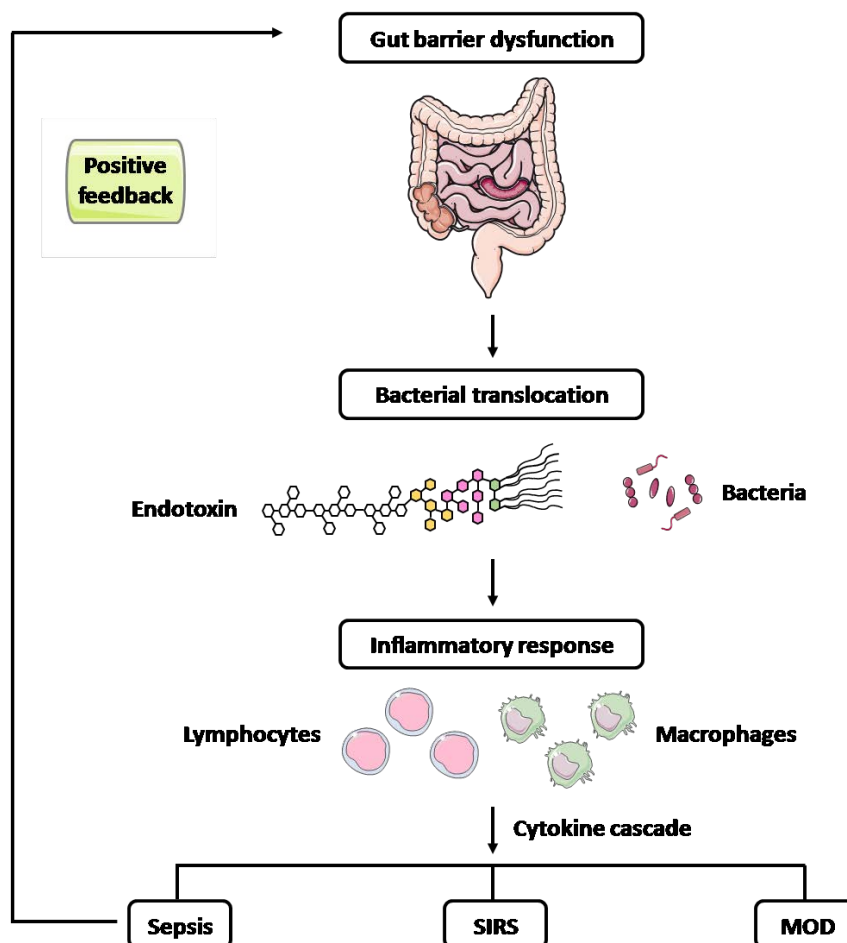 Gut barrier dysfunction
Positive
feedback
Bacterial translocation
Endotoxin
Bacteria
Inflammatory response
Lymphocytes
Macrophages
Cytokine cascade
Sepsis
SIRS
MOD